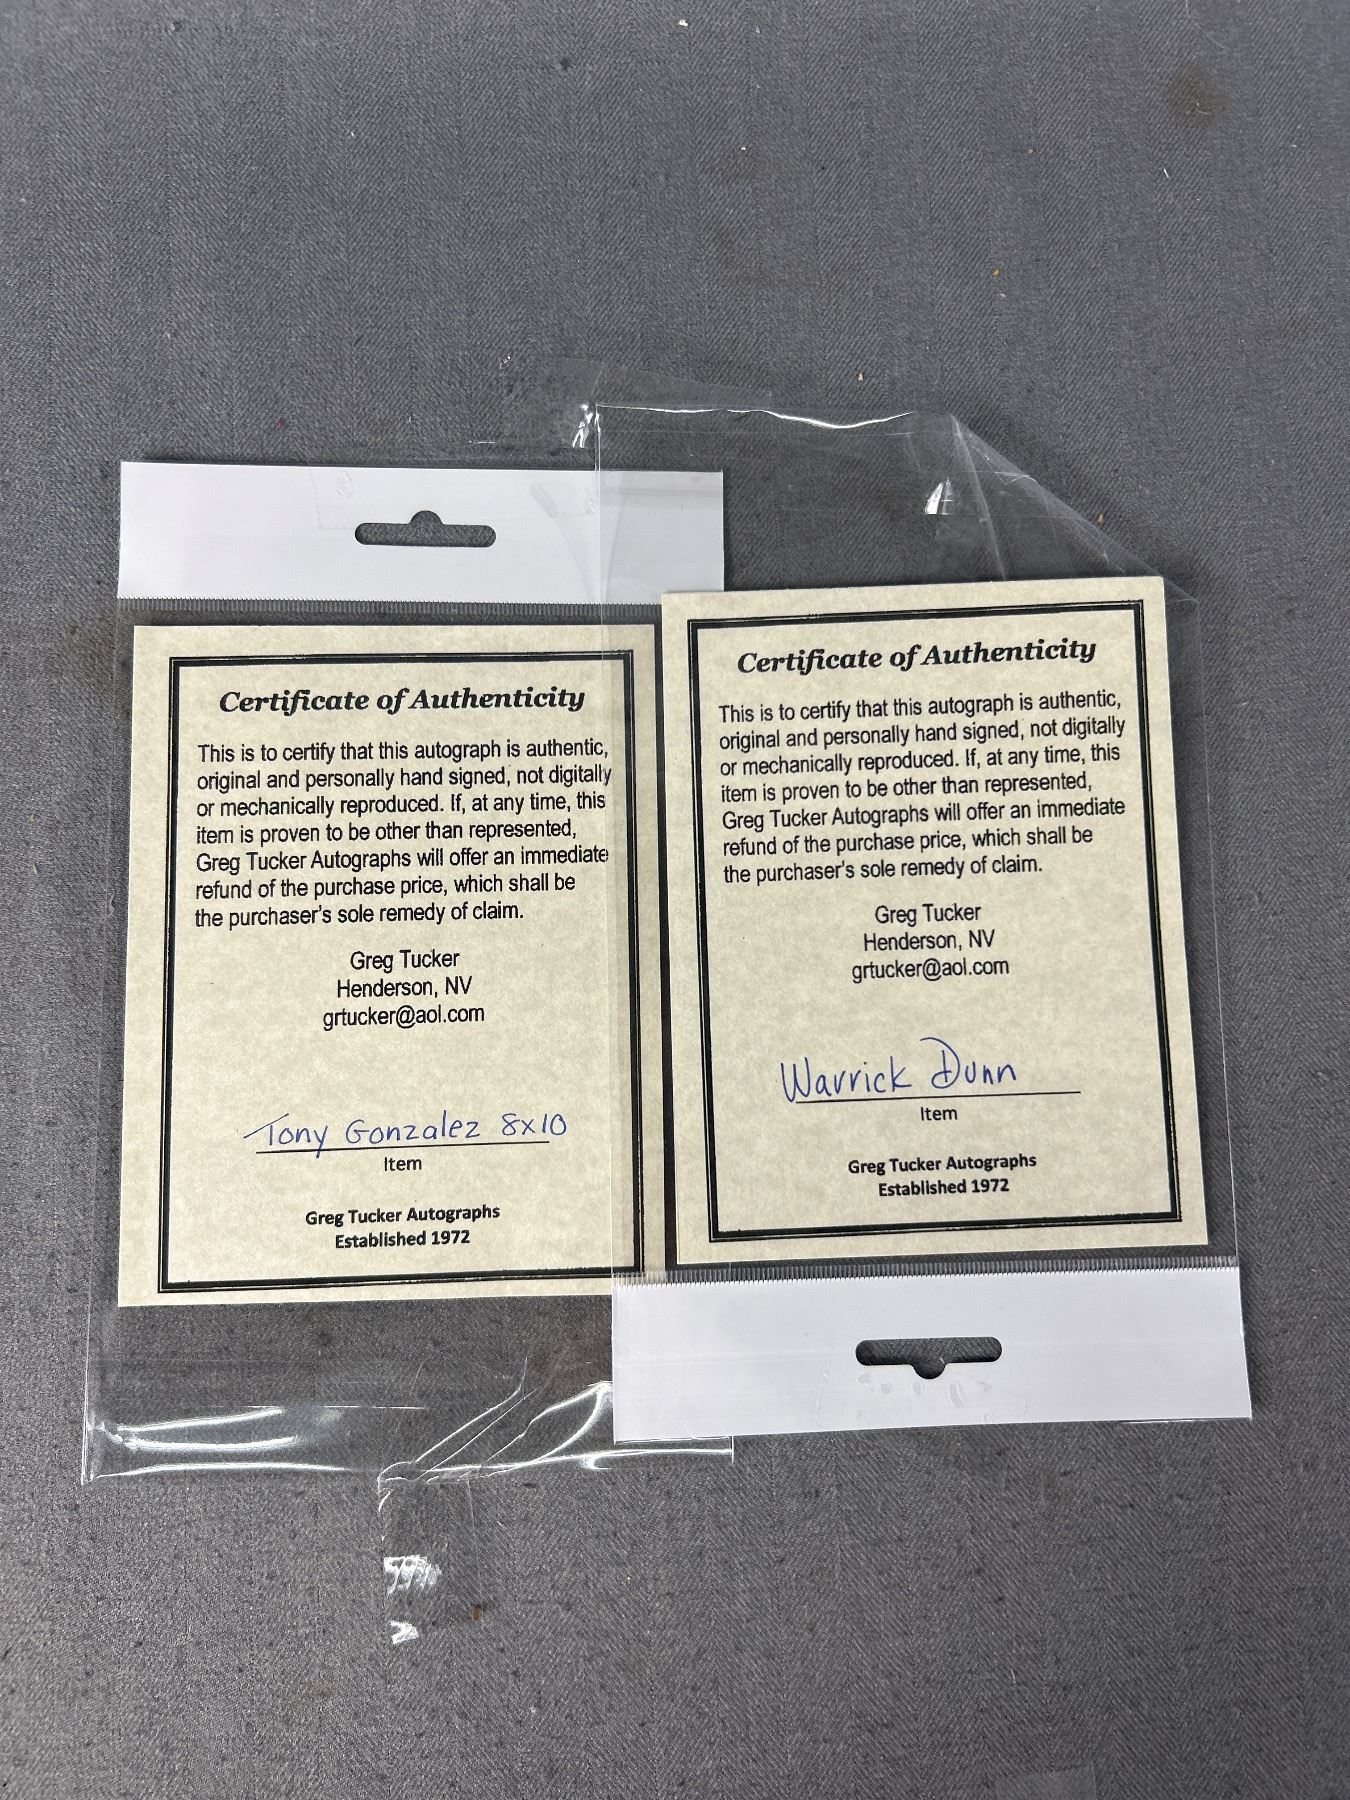 Certificate of Authenticity
This is to certify that this autograph is authentic,
original and personally hand signed, not digitally
or mechanically reproduced. If, at any time, this
item is proven to be other than represented,
Greg Tucker Autographs will offer an immediate
refund of the purchase price, which shall be
the purchaser's sole remedy of claim.
Greg Tucker
Henderson, NV
grtucker@aol.com
Tony Gonzalez 8x10
Item
Greg Tucker Autographs
Established 1972
Certificate of Authenticity
This is to certify that this autograph is authentic,
original and personally hand signed, not digitally
or mechanically reproduced. If, at any time, this
item is proven to be other than represented,
Greg Tucker Autographs will offer an immediate
refund of the purchase price, which shall be
the purchaser's sole remedy of claim.
Greg Tucker
Henderson, NV
grtucker@aol.com
Warrick Dunn
Item
Greg Tucker Autographs
Established 1972